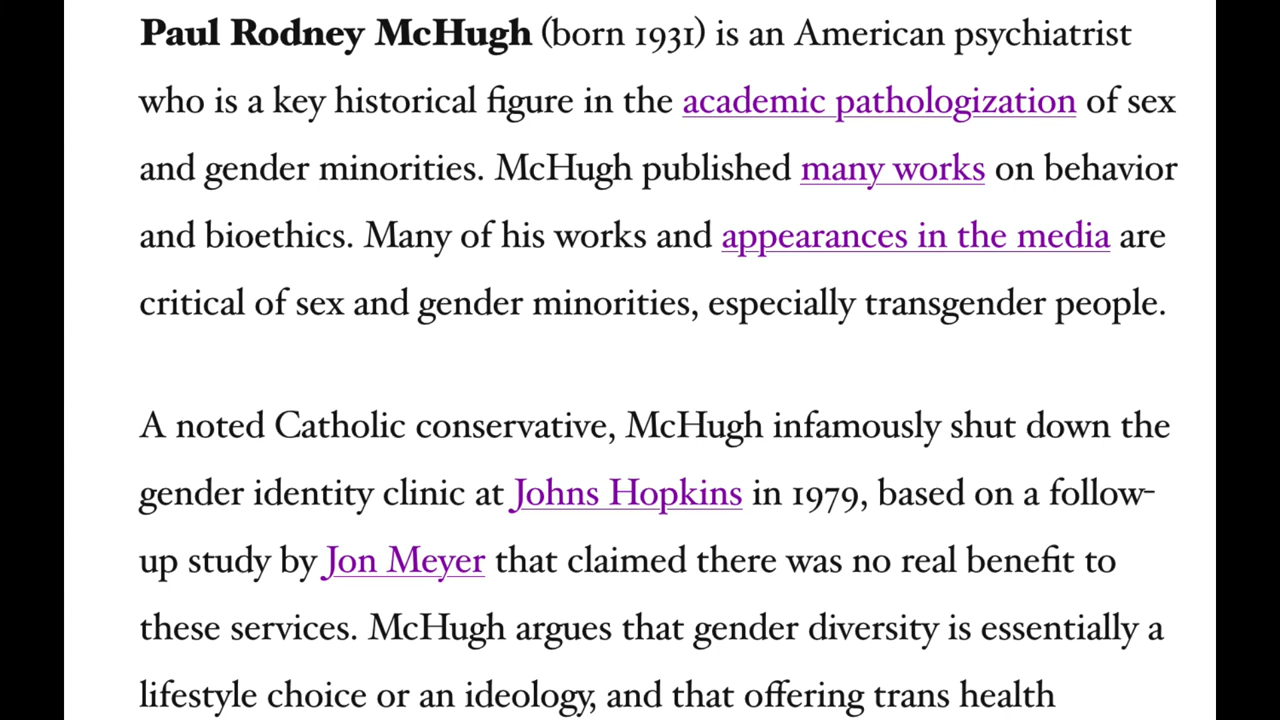 Paul Rodney McHugh (born 1931) is an American psychiatrist
who is a key historical figure in the academic pathologization of sex
and gender minorities. McHugh published many works on behavior
and bioethics. Many of his works and appearances in the media are
critical of sex and gender minorities, especially transgender people.
A noted Catholic conservative, McHugh infamously shut down the
gender identity clinic at Johns Hopkins in 1979, based on a follow-
up study by Jon Meyer that claimed there was no real benefit to
these services. McHugh argues that gender diversity is essentially a
lifestyle choice or an ideology, and that offering trans health